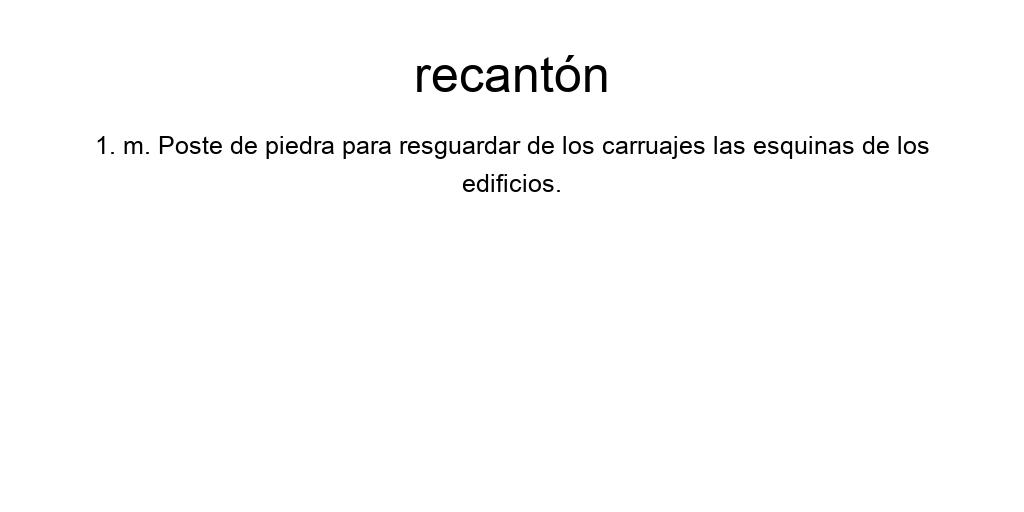 recantón
1. m. Poste de piedra para resguardar de los carruajes las esquinas de los
edificios.